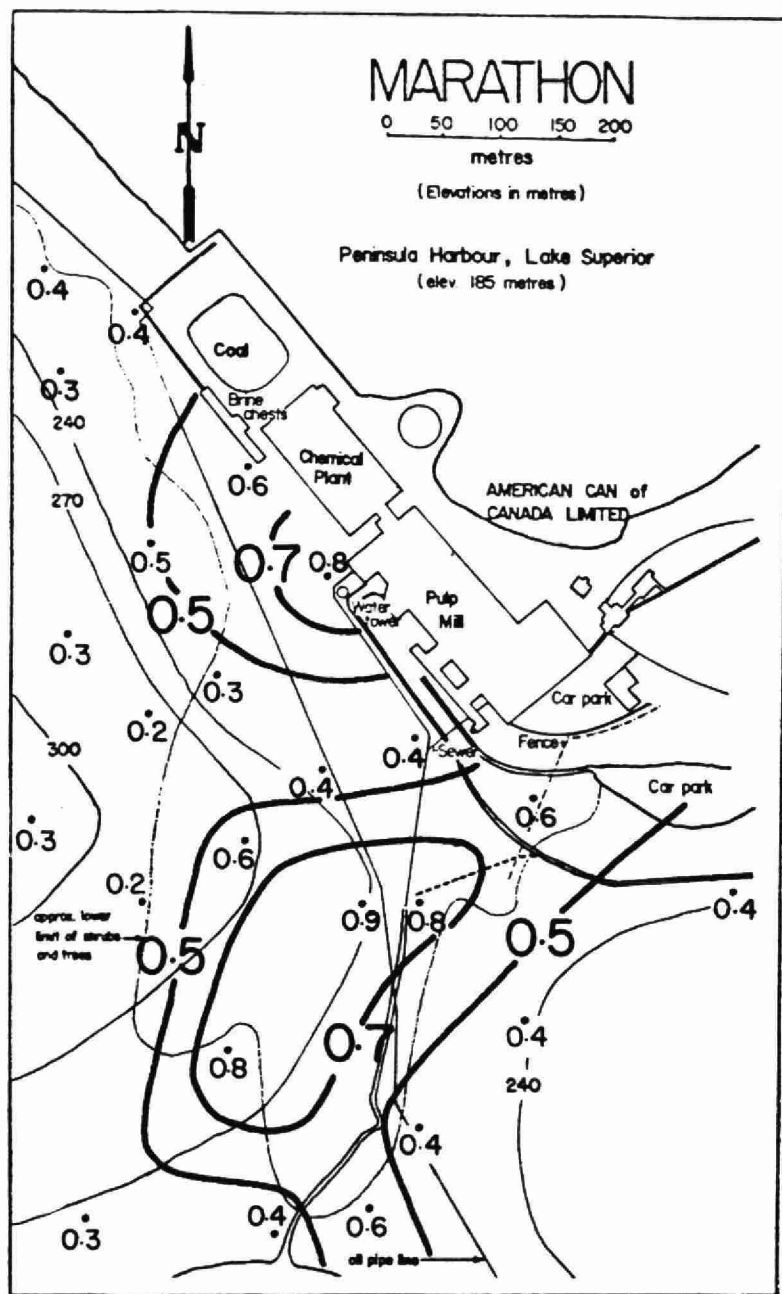 MARATHON
0 50 100 150 200
metres
(Elevations in metres)
N
Peninsula Harbour, Lake Superior
(elev. 185 metres)
0.4
0.4
Coal
0.3
240
Brine
chests
Chemical
Plant
0.6
270
AMERICAN CAN of
CANADA LIMITED
0.5
0.7
0.8
0.5
Water
tower
Pulp
Mill
0.3
0.3
0.2
Car park
300
0.4
Sewer
Fence
0.4
Car park
0.6
0.3
0.6
0.2
0.9
0.8
0.4
approx. lower
limit of shrubs
and trees
0.5
0.5
0.7
0.8
0.4
240
0.4
0.3
0.4
0.6
oil pipe line